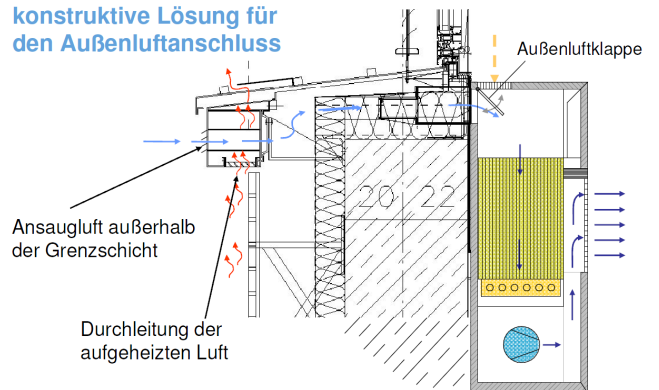 konstruktive Lösung für
den Außenluftanschluss
Außenluftklappe
20 22
Ansaugluft außerhalb
der Grenzschicht
Durchleitung der
aufgeheizten Luft